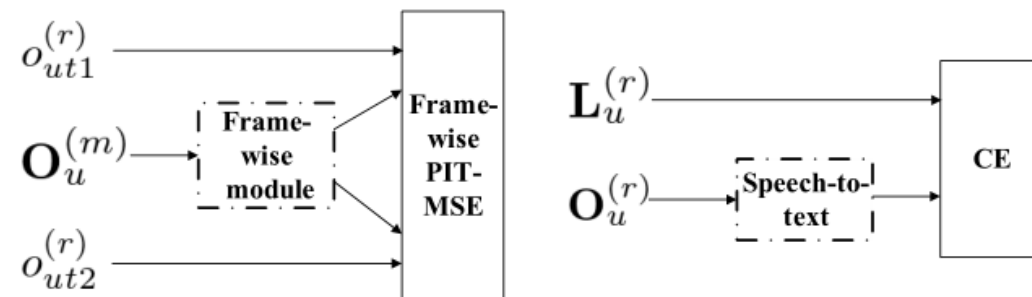 o_{ut1}^{(r)}
O_u^{(m)}
Frame-
wise
module
o_{ut2}^{(r)}
Frame-
wise
PIT-
MSE
L_u^{(r)}
O_u^{(r)}
Speech-to-
text
CE